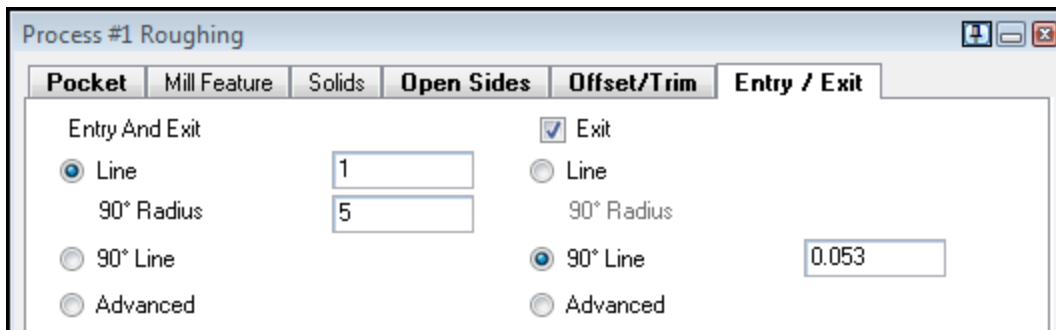 Process #1 Roughing
Pocket Mill Feature Solids Open Sides Offset/Trim Entry / Exit
Entry And Exit Exit
Line 1 Line
90° Radius 5 90° Radius
90° Line 90° Line 0.053
Advanced Advanced